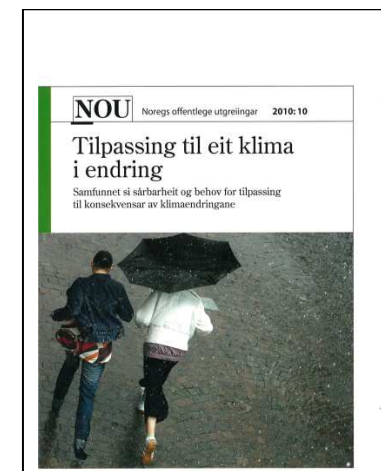 NOU Noregs offentlege utgreiingar 2010: 10
Tilpassing til eit klima
i endring
Samfunnet si sårbarheit og behov for tilpassing
til konsekvensar av klimaendringane